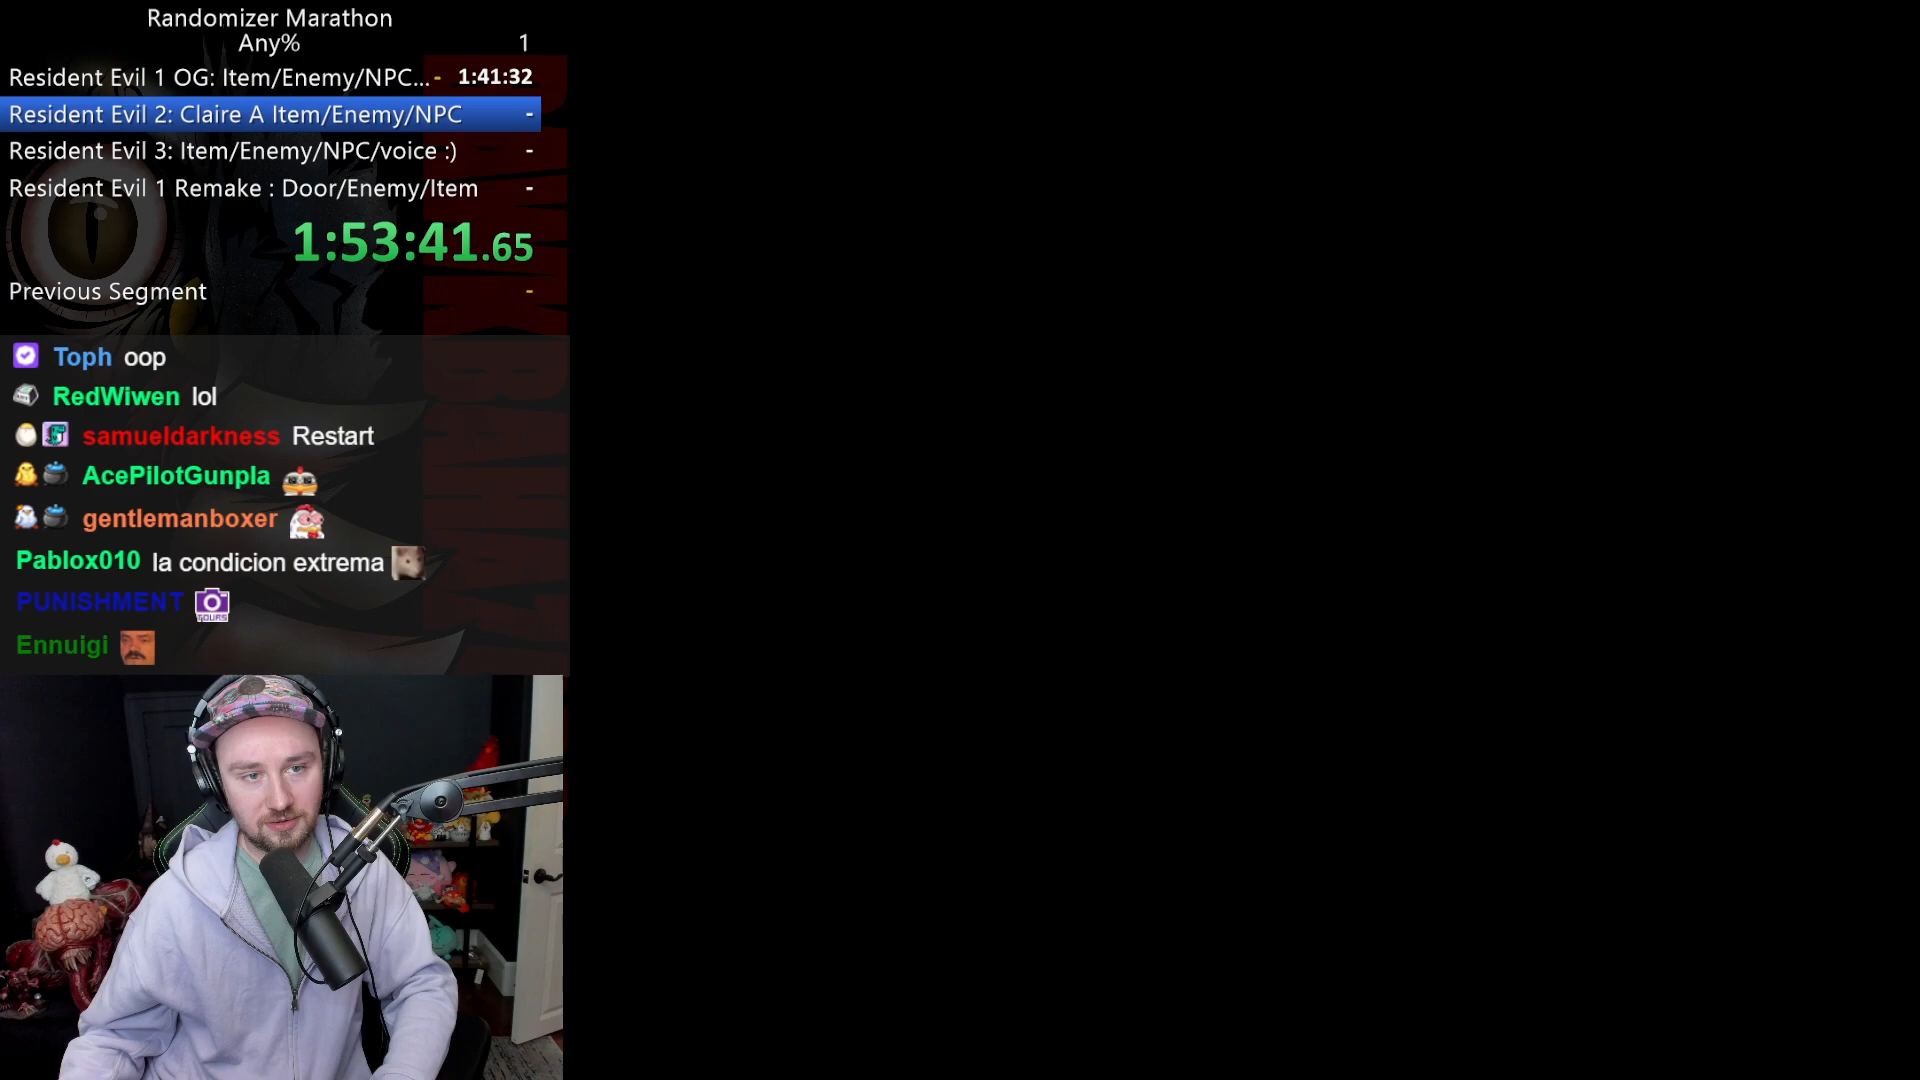 Randomizer Marathon
Any% 1
Resident Evil 1 OG: Item/Enemy/NPC... - 1:41:32
Resident Evil 2: Claire A Item/Enemy/NPC -
Resident Evil 3: Item/Enemy/NPC/voice :) -
Resident Evil 1 Remake : Door/Enemy/Item -
1:53:41.65
Previous Segment -
Toph oop
RedWiwen lol
samueldarkness Restart
AcePilotGunpla
gentlemanboxer
Pablox010 la condicion extrema
PUNISHMENT TOURS
Ennuigi